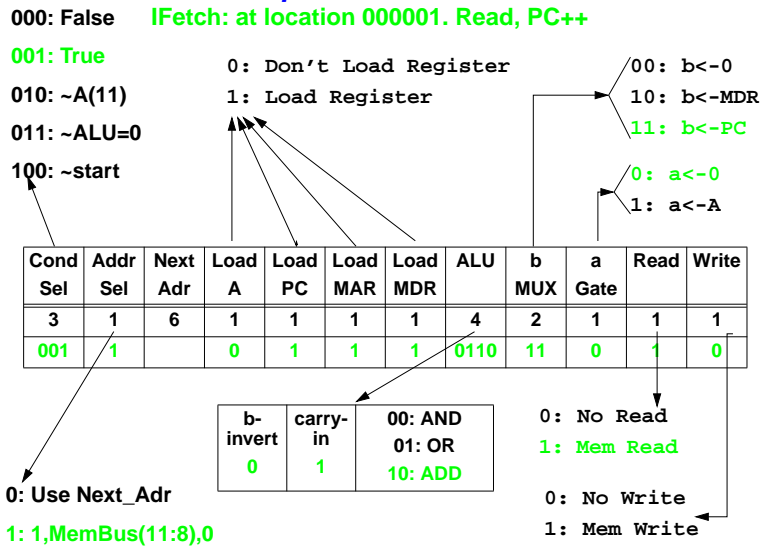 000: False IFetch: at location 000001. Read, PC++
001: True
010: ~A(11)
011: ~ALU=0
100: ~start
0: Don't Load Register
1: Load Register
00: b<-0
10: b<-MDR
11: b<-PC
0: a<-0
1: a<-A
Cond Sel Addr Sel Next Adr Load A Load PC Load MAR Load MDR ALU b MUX a Gate Read Write
3 1 6 1 1 1 1 4 2 1 1 1
001 1 0 1 1 1 0110 11 0 1 0
b-invert carry-in 00: AND
01: OR
0 1 10: ADD
0: No Read
1: Mem Read
0: Use Next_Adr
1: 1,MemBus(11:8),0
0: No Write
1: Mem Write